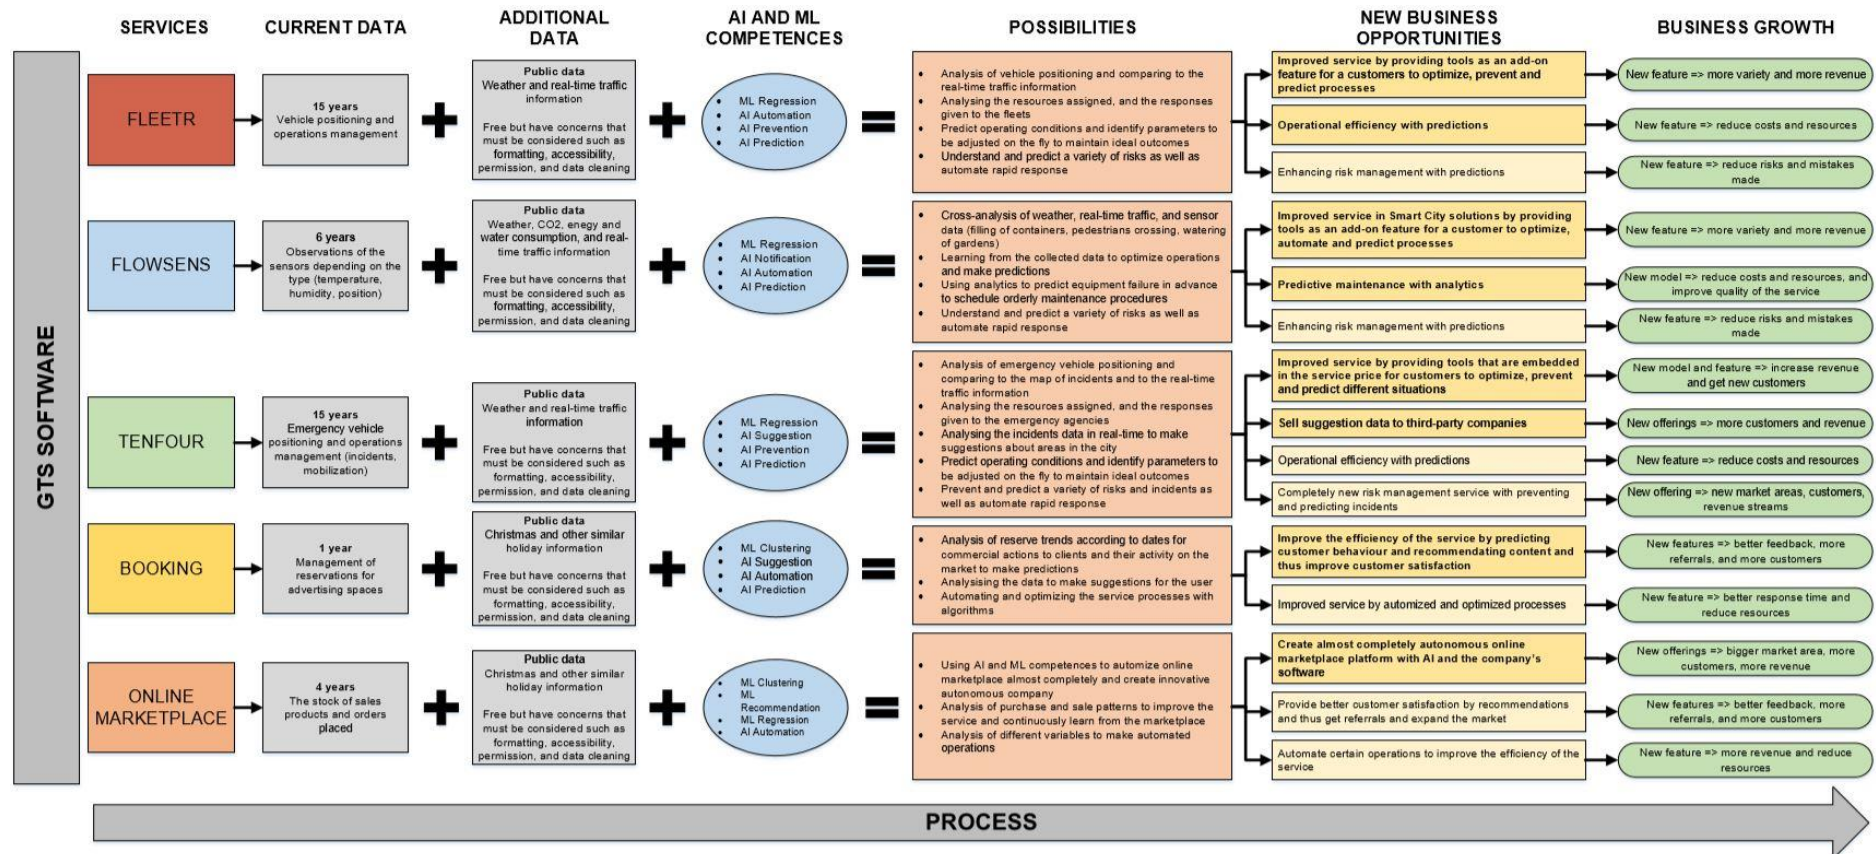 SERVICES
CURRENT DATA
ADDITIONAL
DATA
AI AND ML
COMPETENCES
POSSIBILITIES
NEW BUSINESS
OPPORTUNITIES
BUSINESS GROWTH
GTS SOFTWARE
FLEETR
15 years
Vehicle positioning and
operations management
Public data
Weather and real-time traffic
information
Free but have concerns that
must be considered such as
formatting, accessibility,
permission, and data cleaning
• ML Regression
• AI Automation
• AI Prevention
• AI Prediction
• Analysis of vehicle positioning and comparing to the
real-time traffic information
• Analysing the resources assigned, and the responses
given to the fleets
• Predict operating conditions and identify parameters to
be adjusted on the fly to maintain ideal outcomes
• Understand and predict a variety of risks as well as
automate rapid response
Improved service by providing tools as an add-on
feature for a customers to optimize, prevent and
predict processes
New feature => more variety and more revenue
Operational efficiency with predictions
New feature => reduce costs and resources
Enhancing risk management with predictions
New feature => reduce risks and mistakes
made
FLOWSENS
6 years
Observations of the
sensors depending on the
type (temperature,
humidity, position)
Public data
Weather, CO2, enegy and
water consumption, and real-
time traffic information
Free but have concerns that
must be considered such as
formatting, accessibility,
permission, and data cleaning
• ML Regression
• AI Notification
• AI Automation
• AI Prediction
• Cross-analysis of weather, real-time traffic, and sensor
data (filling of containers, pedestrians crossing, watering
of gardens)
• Learning from the collected data to optimize operations
and make predictions
• Using analytics to predict equipment failure in advance
to schedule orderly maintenance procedures
• Understand and predict a variety of risks as well as
automate rapid response
Improved service in Smart City solutions by providing
tools as an add-on feature for a customer to optimize,
automate and predict processes
New feature => more variety and more revenue
Predictive maintenance with analytics
New model => reduce costs and resources, and
improve quality of the service
Enhancing risk management with predictions
New feature => reduce risks and mistakes
made
TENFOUR
15 years
Emergency vehicle
positioning and operations
management (incidents,
mobilization)
Public data
Weather and real-time traffic
information
Free but have concerns
that must be considered
such as
formatting, accessibility,
permission, and data cleaning
• ML Regression
• AI Suggestion
• AI Prevention
• AI Prediction
• Analysis of emergency vehicle positioning and
comparing to the map of incidents and to the real-time
traffic information
• Analysing the resources assigned, and the responses
given to the emergency agencies
• Analysing the incidents data in real-time to make
suggestions about areas in the city
• Predict operating conditions and identify parameters to
be adjusted on the fly to maintain ideal outcomes
• Prevent and predict a variety of risks and incidents as
well as automate rapid response
Improved service by providing tools that are embedded
in the service price for customers to optimize, prevent
and predict different situations
New model and feature => increase revenue
and get new customers
Sell suggestion data to third-party companies
New offerings => more customers and revenue
Operational efficiency with predictions
New feature => reduce costs and resources
Completely new risk management service with preventing
and predicting incidents
New offering => new market areas, customers,
revenue streams
BOOKING
1 year
Management of
reservations for
advertising spaces
Public data
Christmas and other similar
holiday information
Free but have concerns that
must be considered such as
formatting, accessibility,
permission, and data cleaning
• ML Clustering
• AI Suggestion
• AI Automation
• AI Prediction
• Analysis of reserve trends according to dates for
commercial actions to clients and their activity on the
market to make predictions
• Analysising the data to make suggestions for the user
• Automating and optimizing the service processes with
algorithms
Improve the efficiency of the service by predicting
customer behaviour and recommendating content and
thus improve customer satisfaction
New features => better feedback, more
referrals, and more customers
Improved service by automized and optimized processes
New feature => better response time and
reduce resources
ONLINE
MARKETPLACE
4 years
The stock of sales
products and orders
placed
Public data
Christmas and other similar
holiday information
Free but have concerns that
must be considered such as
formatting, accessibility,
permission, and data cleaning
• ML Clustering
• ML
Recommendation
• ML Regression
• AI Automation
• Using AI and ML competences to automize online
marketplace almost completely and create innovative
autonomous company
• Analysis of purchase and sale patterns to improve the
service and continuously learn from the marketplace
• Analysis of different variables to make automated
operations
Create almost completely autonomous online
marketplace platform with AI and the company's
software
New offerings => bigger market area, more
customers, more revenue
Provide better customer satisfaction by recommendations
and thus get referrals and expand the market
New features => better feedback, more
referrals, and more customers
Automate certain operations to improve the efficiency of the
service
New feature => more revenue and reduce
resources
PROCESS